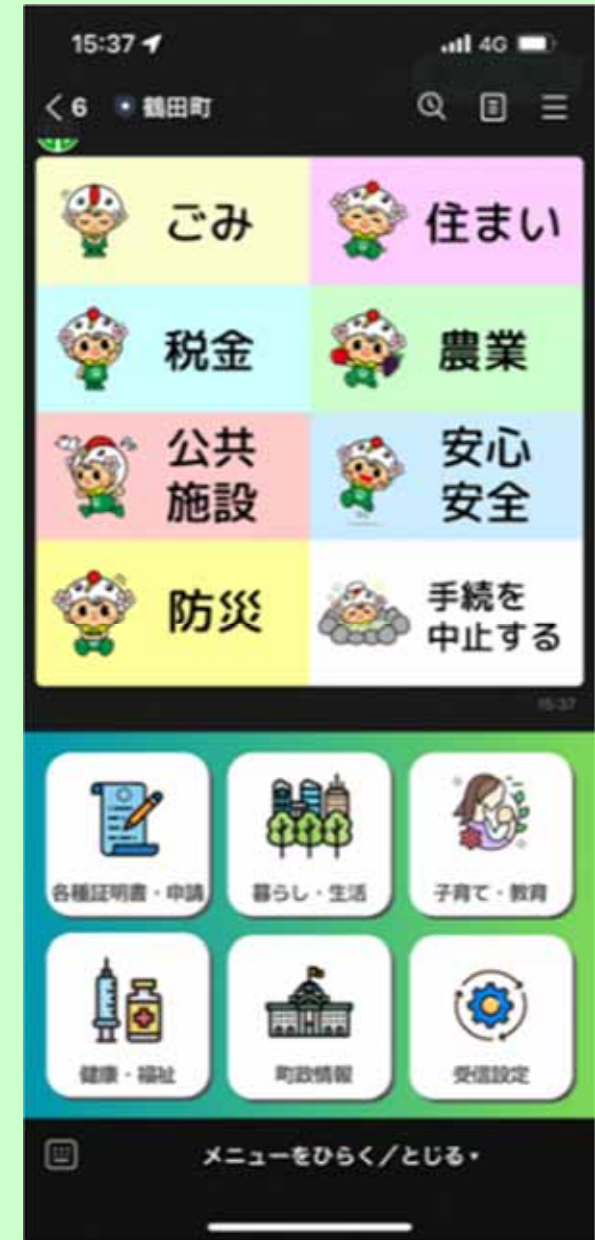 15:37
4G
6 鶴田町
ごみ
住まい
税金
農業
公共
施設
安心
安全
防災
手続を
中止する
15:37
各種証明書・申請
暮らし・生活
子育て・教育
健康・福祉
町政情報
受信設定
メニューをひらく/とじる▾